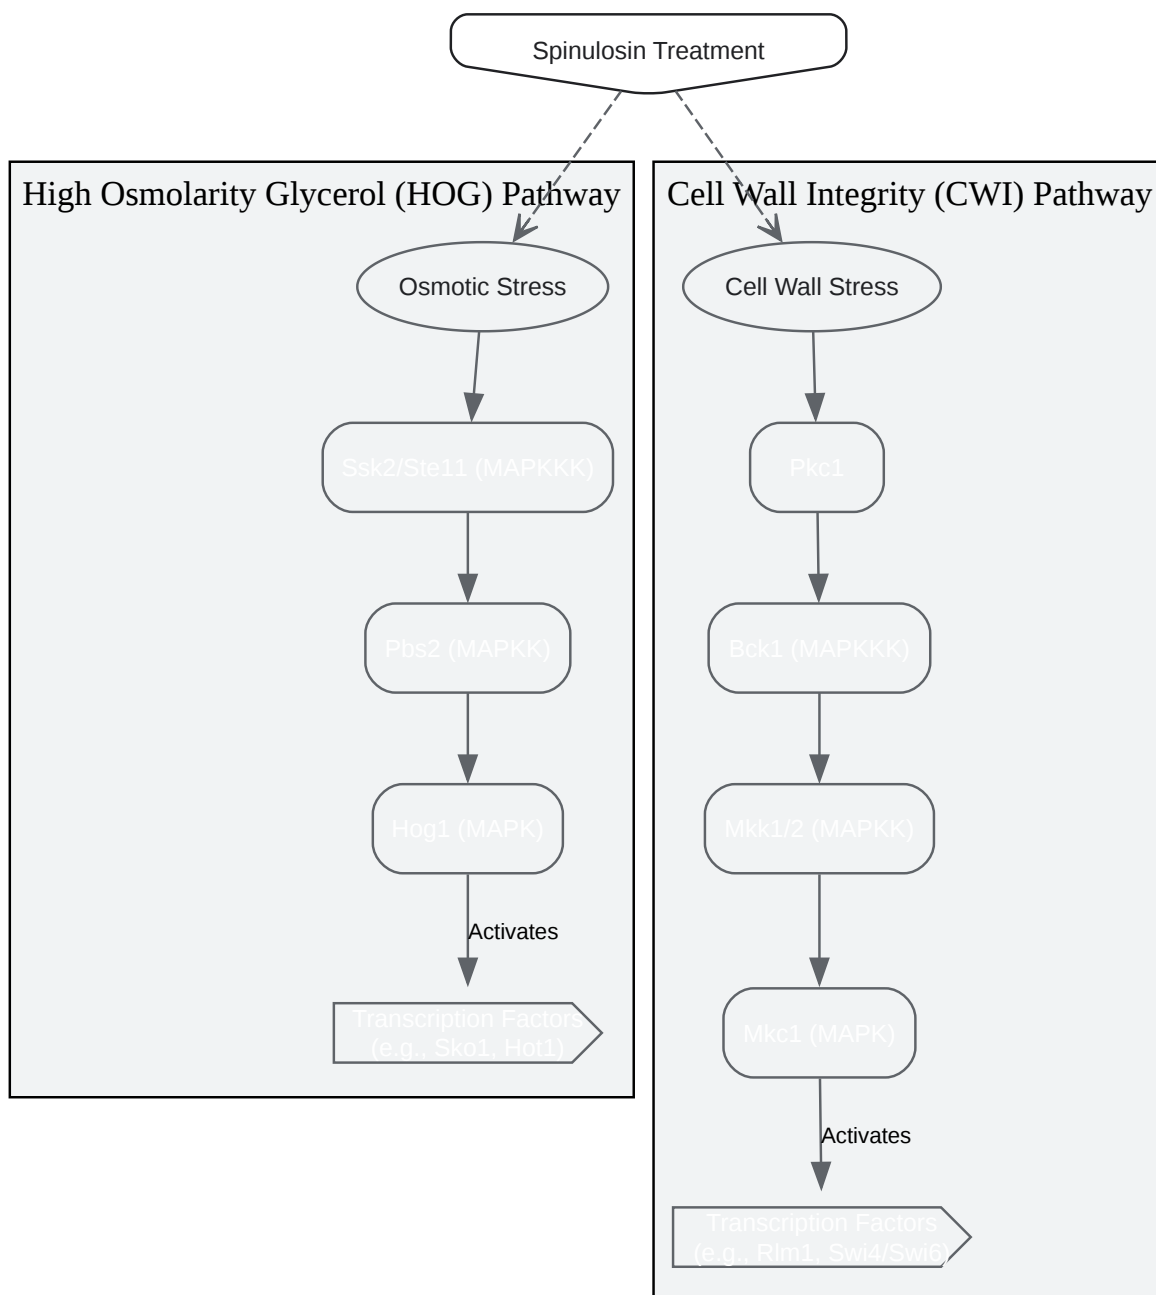 Spinulosin Treatment
High Osmolarity Glycerol (HOG) Pathway
Osmotic Stress
Ssk2/Ste11 (MAPKKK)
Pbs2 (MAPKK)
Hog1 (MAPK)
Activates
Transcription Factors
(e.g., Sko1, Hot1)
Cell Wall Integrity (CWI) Pathway
Cell Wall Stress
Pkc1
Bck1 (MAPKKK)
Mkk1/2 (MAPKK)
Mkc1 (MAPK)
Activates
Transcription Factors
(e.g., Rlm1, Swi4/Swi6)